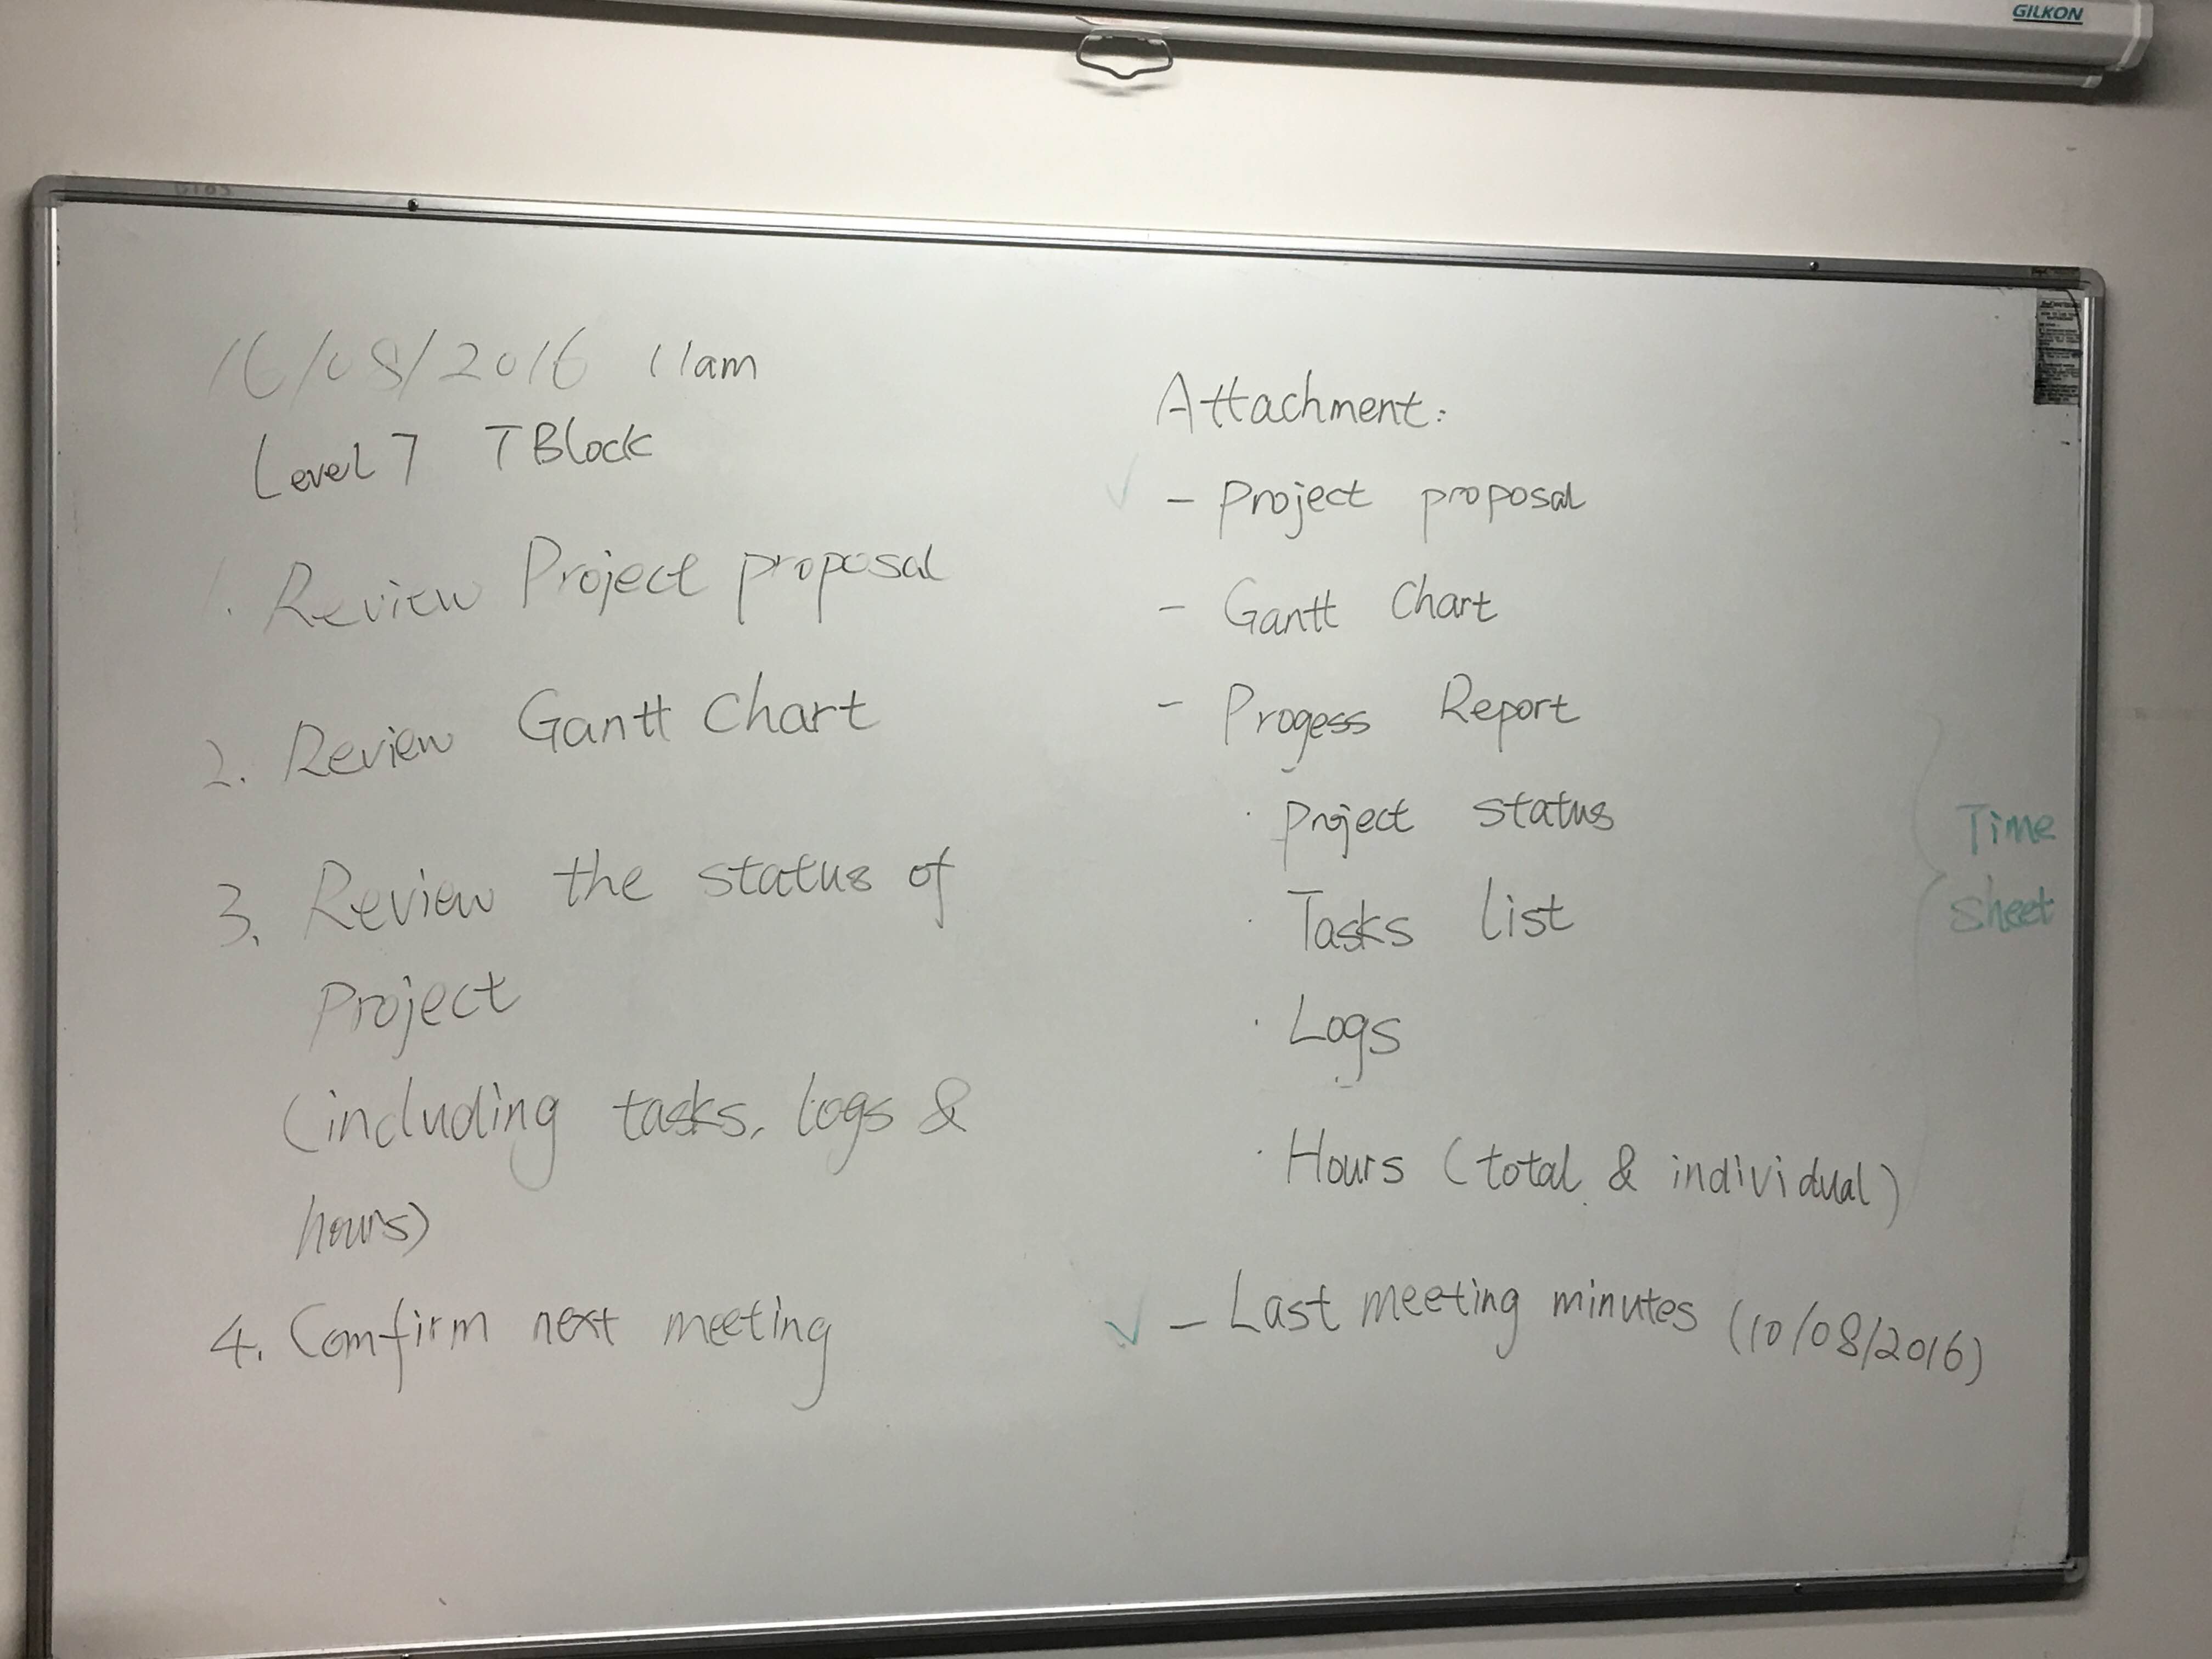 GILKON
16/08/2016 11am
Level 7 T Block
1. Review Project proposal
2. Review Gantt Chart
3. Review the status of
Project
(including tasks, logs &
hours)
4. Comfirm next meeting
Attachment:
✓ - Project proposal
- Gantt Chart
- Progess Report
· Project status
· Tasks list
· Logs
· Hours (total & individual)
Time
Sheet
✓ - Last meeting minutes (10/08/2016)